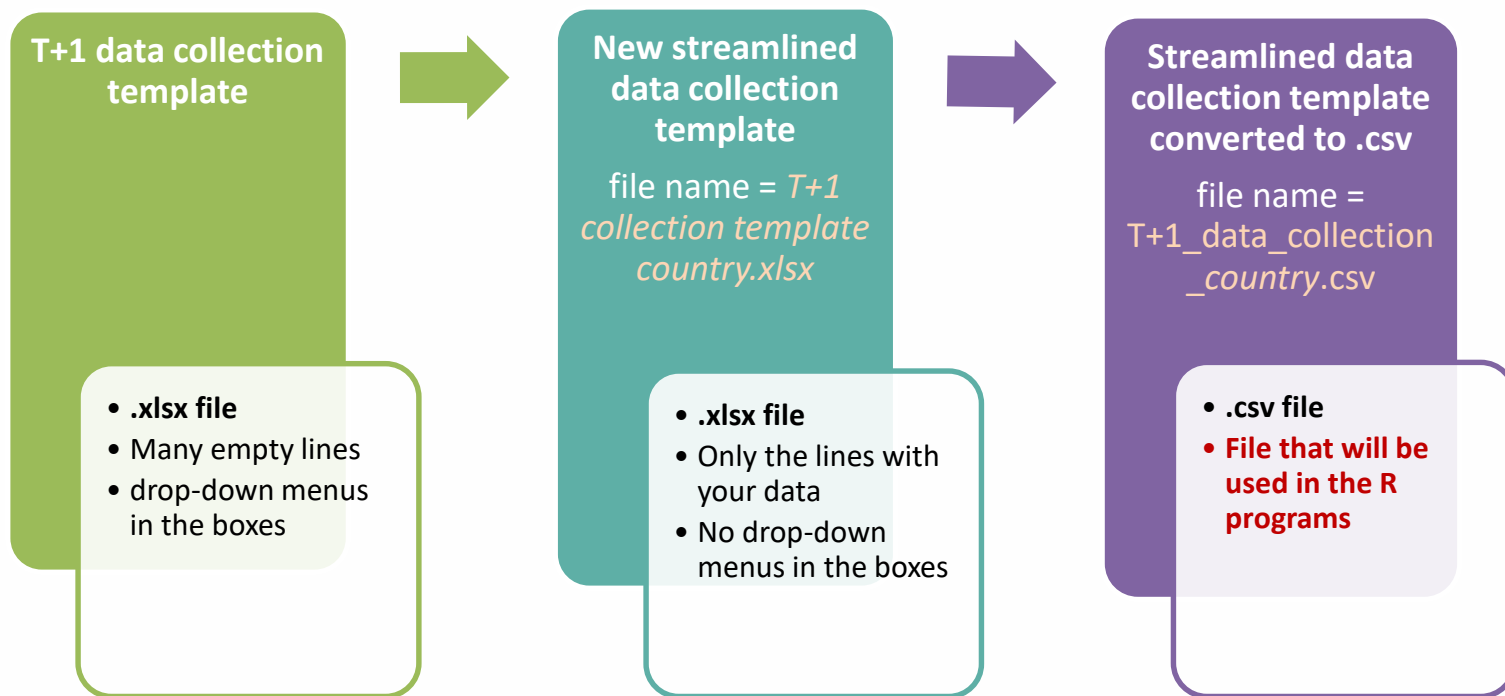 T+1 data collection
template
• .xlsx file
• Many empty lines
• drop-down menus
in the boxes
New streamlined
data collection
template
file name = T+1
collection template
country.xlsx
• .xlsx file
• Only the lines with
your data
• No drop-down
menus in the boxes
Streamlined data
collection template
converted to .csv
file name =
T+1_data_collection
_country.csv
• .csv file
• File that will be
used in the R
programs